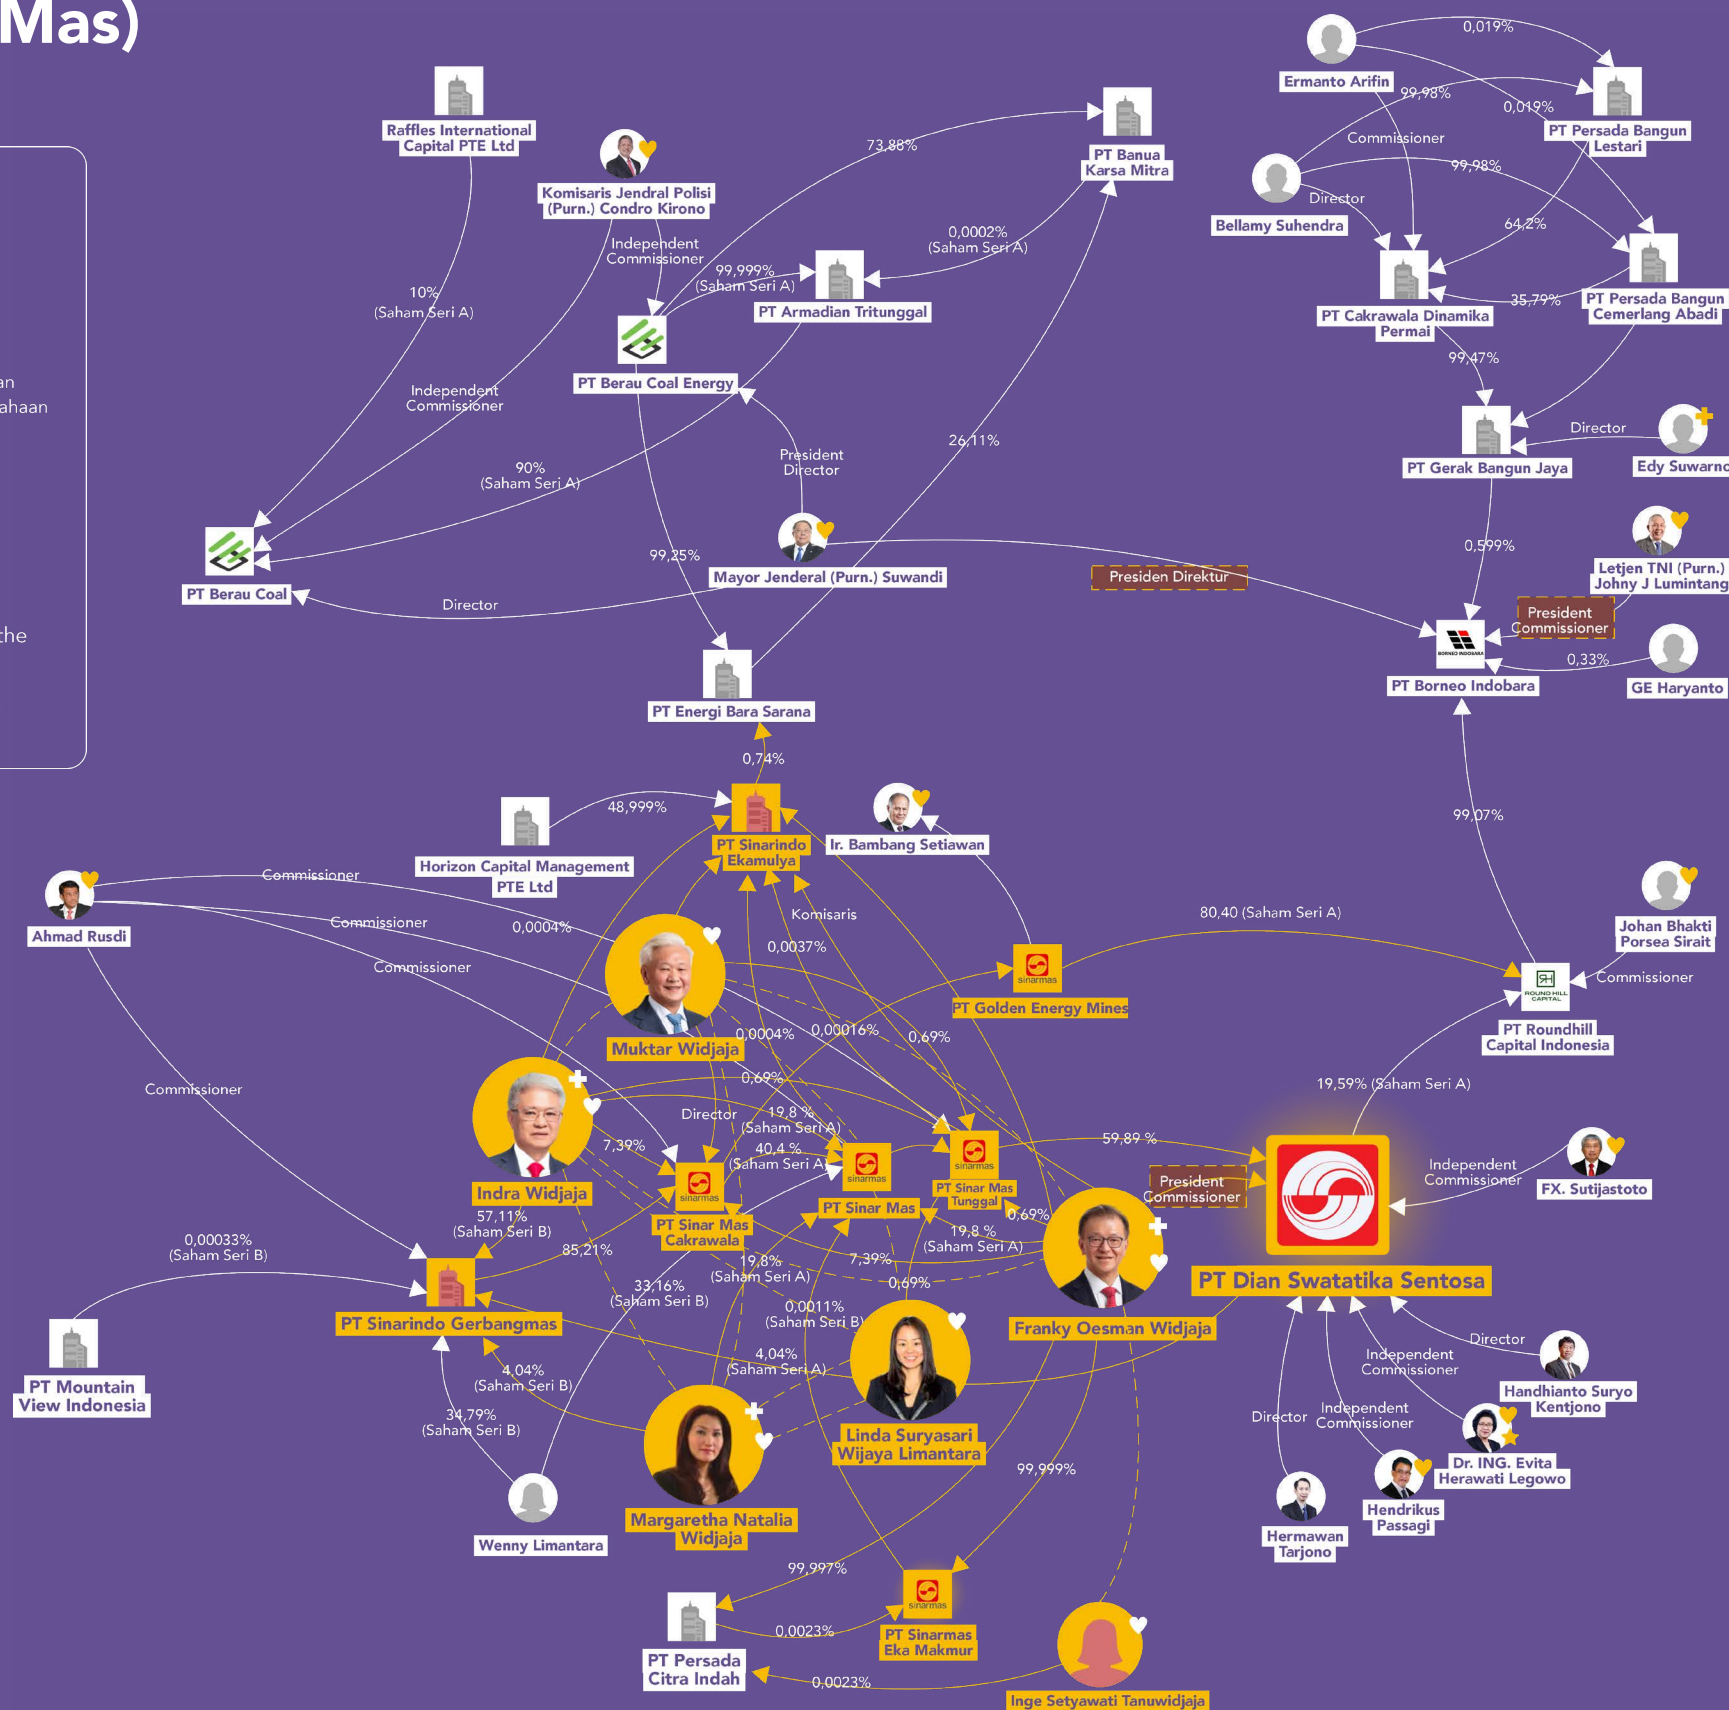 Mas)
an
ahaan
the
Raffles International
Capital PTE Ltd
Komisaris Jendral Polisi
(Purn.) Condro Kirono
Independent
Commissioner
10%
(Saham Seri A)
99,999%
(Saham Seri A)
PT Armadian Tritunggal
73,88%
PT Banua
Karsa Mitra
0,0002%
(Saham Seri A)
PT Berau Coal Energy
Independent
Commissioner
90%
(Saham Seri A)
President
Director
26,11%
PT Berau Coal
Director
99,25%
Mayor Jenderal (Purn.) Suwandi
Presiden Direktur
PT Energi Bara Sarana
0,74%
Ermanto Arifin
0,019%
99,98%
0,019%
PT Persada Bangun
Lestari
Commissioner
Bellamy Suhendra
Director
99,98%
64,2%
35,79%
PT Persada Bangun
Cemerlang Abadi
PT Cakrawala Dinamika
Permai
99,47%
Director
PT Gerak Bangun Jaya
Edy Suwarno
0,599%
Letjen TNI (Purn.)
Johny J Lumintang
President
Commissioner
BORNEO INDOBARA
0,33%
PT Borneo Indobara
GE Haryanto
99,07%
Horizon Capital Management
PTE Ltd
48,999%
PT Sinarindo
Ekamulya
Ir. Bambang Setiawan
Ahmad Rusdi
Commissioner
Commissioner
Commissioner
Commissioner
0,0004%
Komisaris
0,0037%
80,40 (Saham Seri A)
Johan Bhakti
Porsea Sirait
Commissioner
sinarmas
PT Golden Energy Mines
ROUND HILL
CAPITAL
PT Roundhill
Capital Indonesia
Muktar Widjaja
0,0004%
0,00016%
0,69%
19,59% (Saham Seri A)
0,69%
Director
19,8 %
(Saham Seri A)
7,39%
40,4 %
(Saham Seri A)
59,89 %
Indra Widjaja
sinarmas
PT Sinar Mas
Cakrawala
sinarmas
PT Sinar Mas
sinarmas
PT Sinar Mas
Tunggal
President
Commissioner
Independent
Commissioner
FX. Sutijastoto
57,11%
(Saham Seri B)
85,21%
0,69%
19,8 %
(Saham Seri A)
7,39%
0,69%
19,8%
(Saham Seri A)
33,16%
(Saham Seri B)
0,0011%
(Saham Seri B)
0,00033%
(Saham Seri B)
PT Sinarindo Gerbangmas
PT Mountain
View Indonesia
Franky Oesman Widjaja
PT Dian Swatatika Sentosa
4,04%
(Saham Seri A)
4,04%
(Saham Seri B)
34,79%
(Saham Seri B)
Linda Suryasari
Wijaya Limantara
Margaretha Natalia
Widjaja
Wenny Limantara
Director
Independent
Commissioner
Independent
Commissioner
Director
Handhianto Suryo
Kentjono
Dr. ING. Evita
Herawati Legowo
Hendrikus
Passagi
Hermawan
Tarjono
99,999%
99,997%
sinarmas
PT Sinarmas
Eka Makmur
0,0023%
PT Persada
Citra Indah
0,0023%
Inge Setyawati Tanuwidjaja